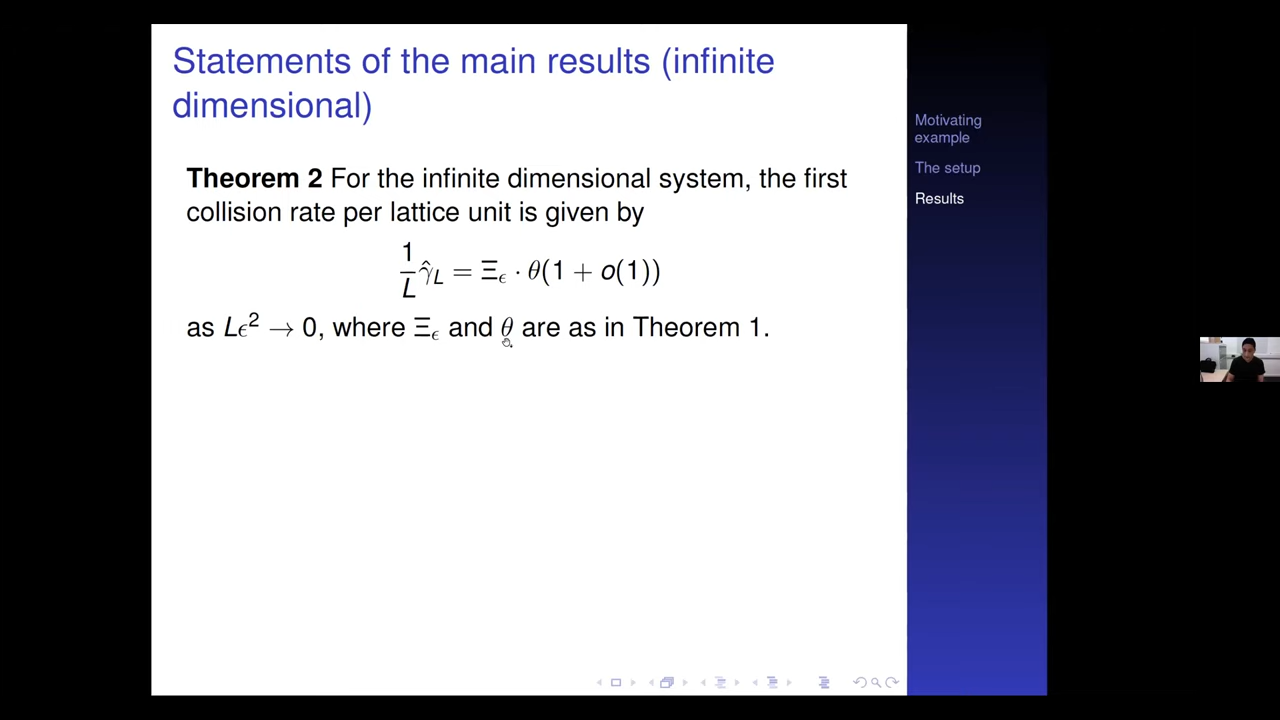 Statements of the main results (infinite
dimensional)
Theorem 2 For the infinite dimensional system, the first
collision rate per lattice unit is given by
1/L γ̂_L = Ξ_ϵ · θ(1 + o(1))
as Lϵ² → 0, where Ξ_ϵ and θ are as in Theorem 1.
Motivating
example
The setup
Results